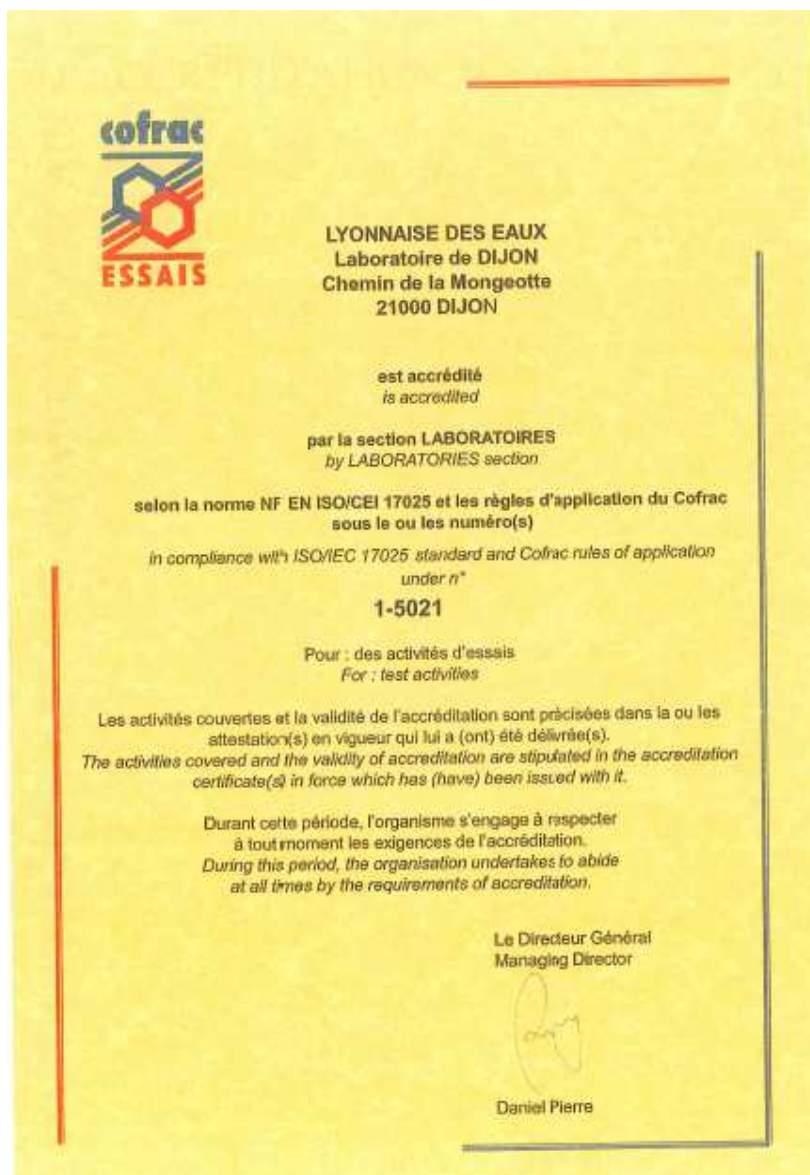 cofrac
ESSAIS
LYONNAISE DES EAUX
Laboratoire de DIJON
Chemin de la Mongeotte
21000 DIJON
est accrédité
is accredited
par la section LABORATOIRES
by LABORATORIES section
selon la norme NF EN ISO/CEI 17025 et les règles d'application du Cofrac
sous le ou les numéro(s)
in compliance with ISO/IEC 17025 standard and Cofrac rules of application
under n°
1-5021
Pour : des activités d'essais
For : test activities
Les activités couvertes et la validité de l'accréditation sont précisées dans la ou les
attestation(s) en vigueur qui lui a (ont) été délivrée(s).
The activities covered and the validity of accreditation are stipulated in the accreditation
certificate(s) in force which has (have) been issued with it.
Durant cette période, l'organisme s'engage à respecter
à tout moment les exigences de l'accréditation.
During this period, the organisation undertakes to abide
at all times by the requirements of accreditation.
Le Directeur Général
Managing Director
Daniel Pierre